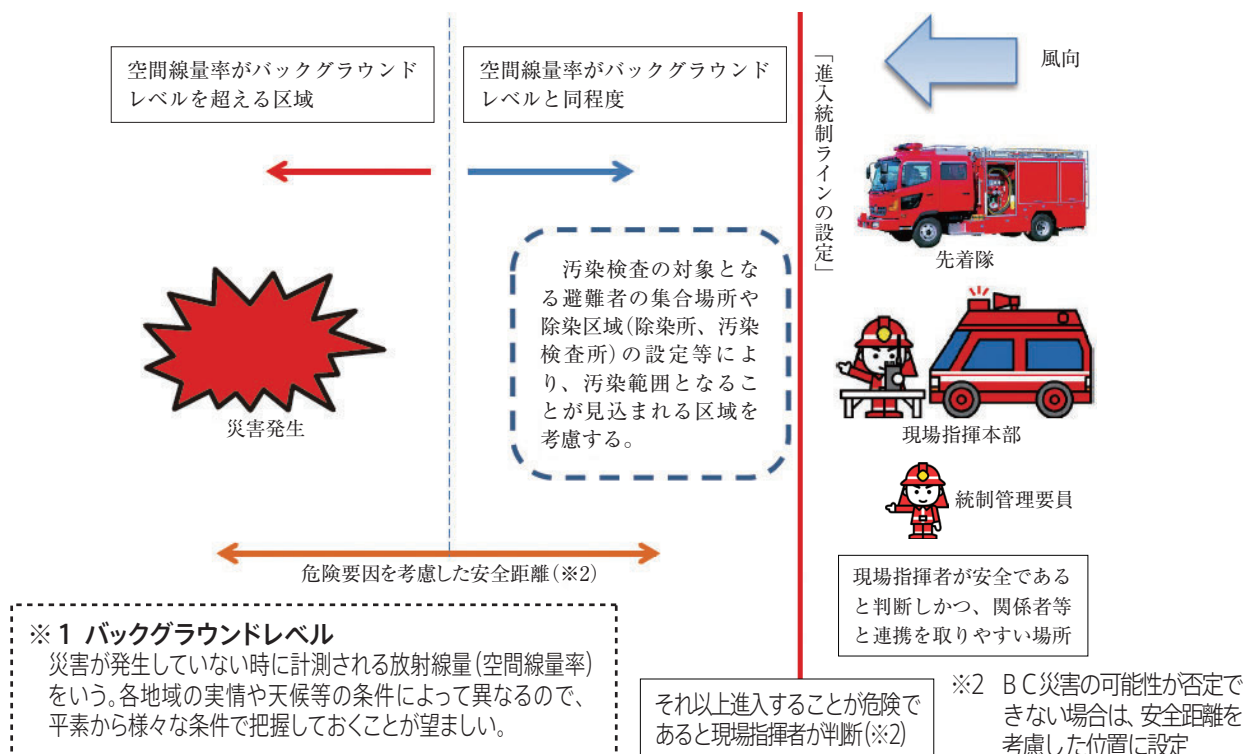 空間線量率がバックグラウンド
レベルを超える区域
空間線量率がバックグラウンド
レベルと同程度
「進入統制ラインの設定」
風向
先着隊
汚染検査の対象とな
る避難者の集合場所や
除染区域(除染所、汚染
検査所)の設定等によ
り、汚染範囲となるこ
とが見込まれる区域を
考慮する。
災害発生
現場指揮本部
統制管理要員
危険要因を考慮した安全距離(※2)
現場指揮者が安全である
と判断しかつ、関係者等
と連携を取りやすい場所
※1 バックグラウンドレベル
災害が発生していない時に計測される放射線量(空間線量率)
をいう。各地域の実情や天候等の条件によって異なるので、
平素から様々な条件で把握しておくことが望ましい。
それ以上進入することが危険で
あると現場指揮者が判断(※2)
※2 BC災害の可能性が否定で
きない場合は、安全距離を
考慮した位置に設定